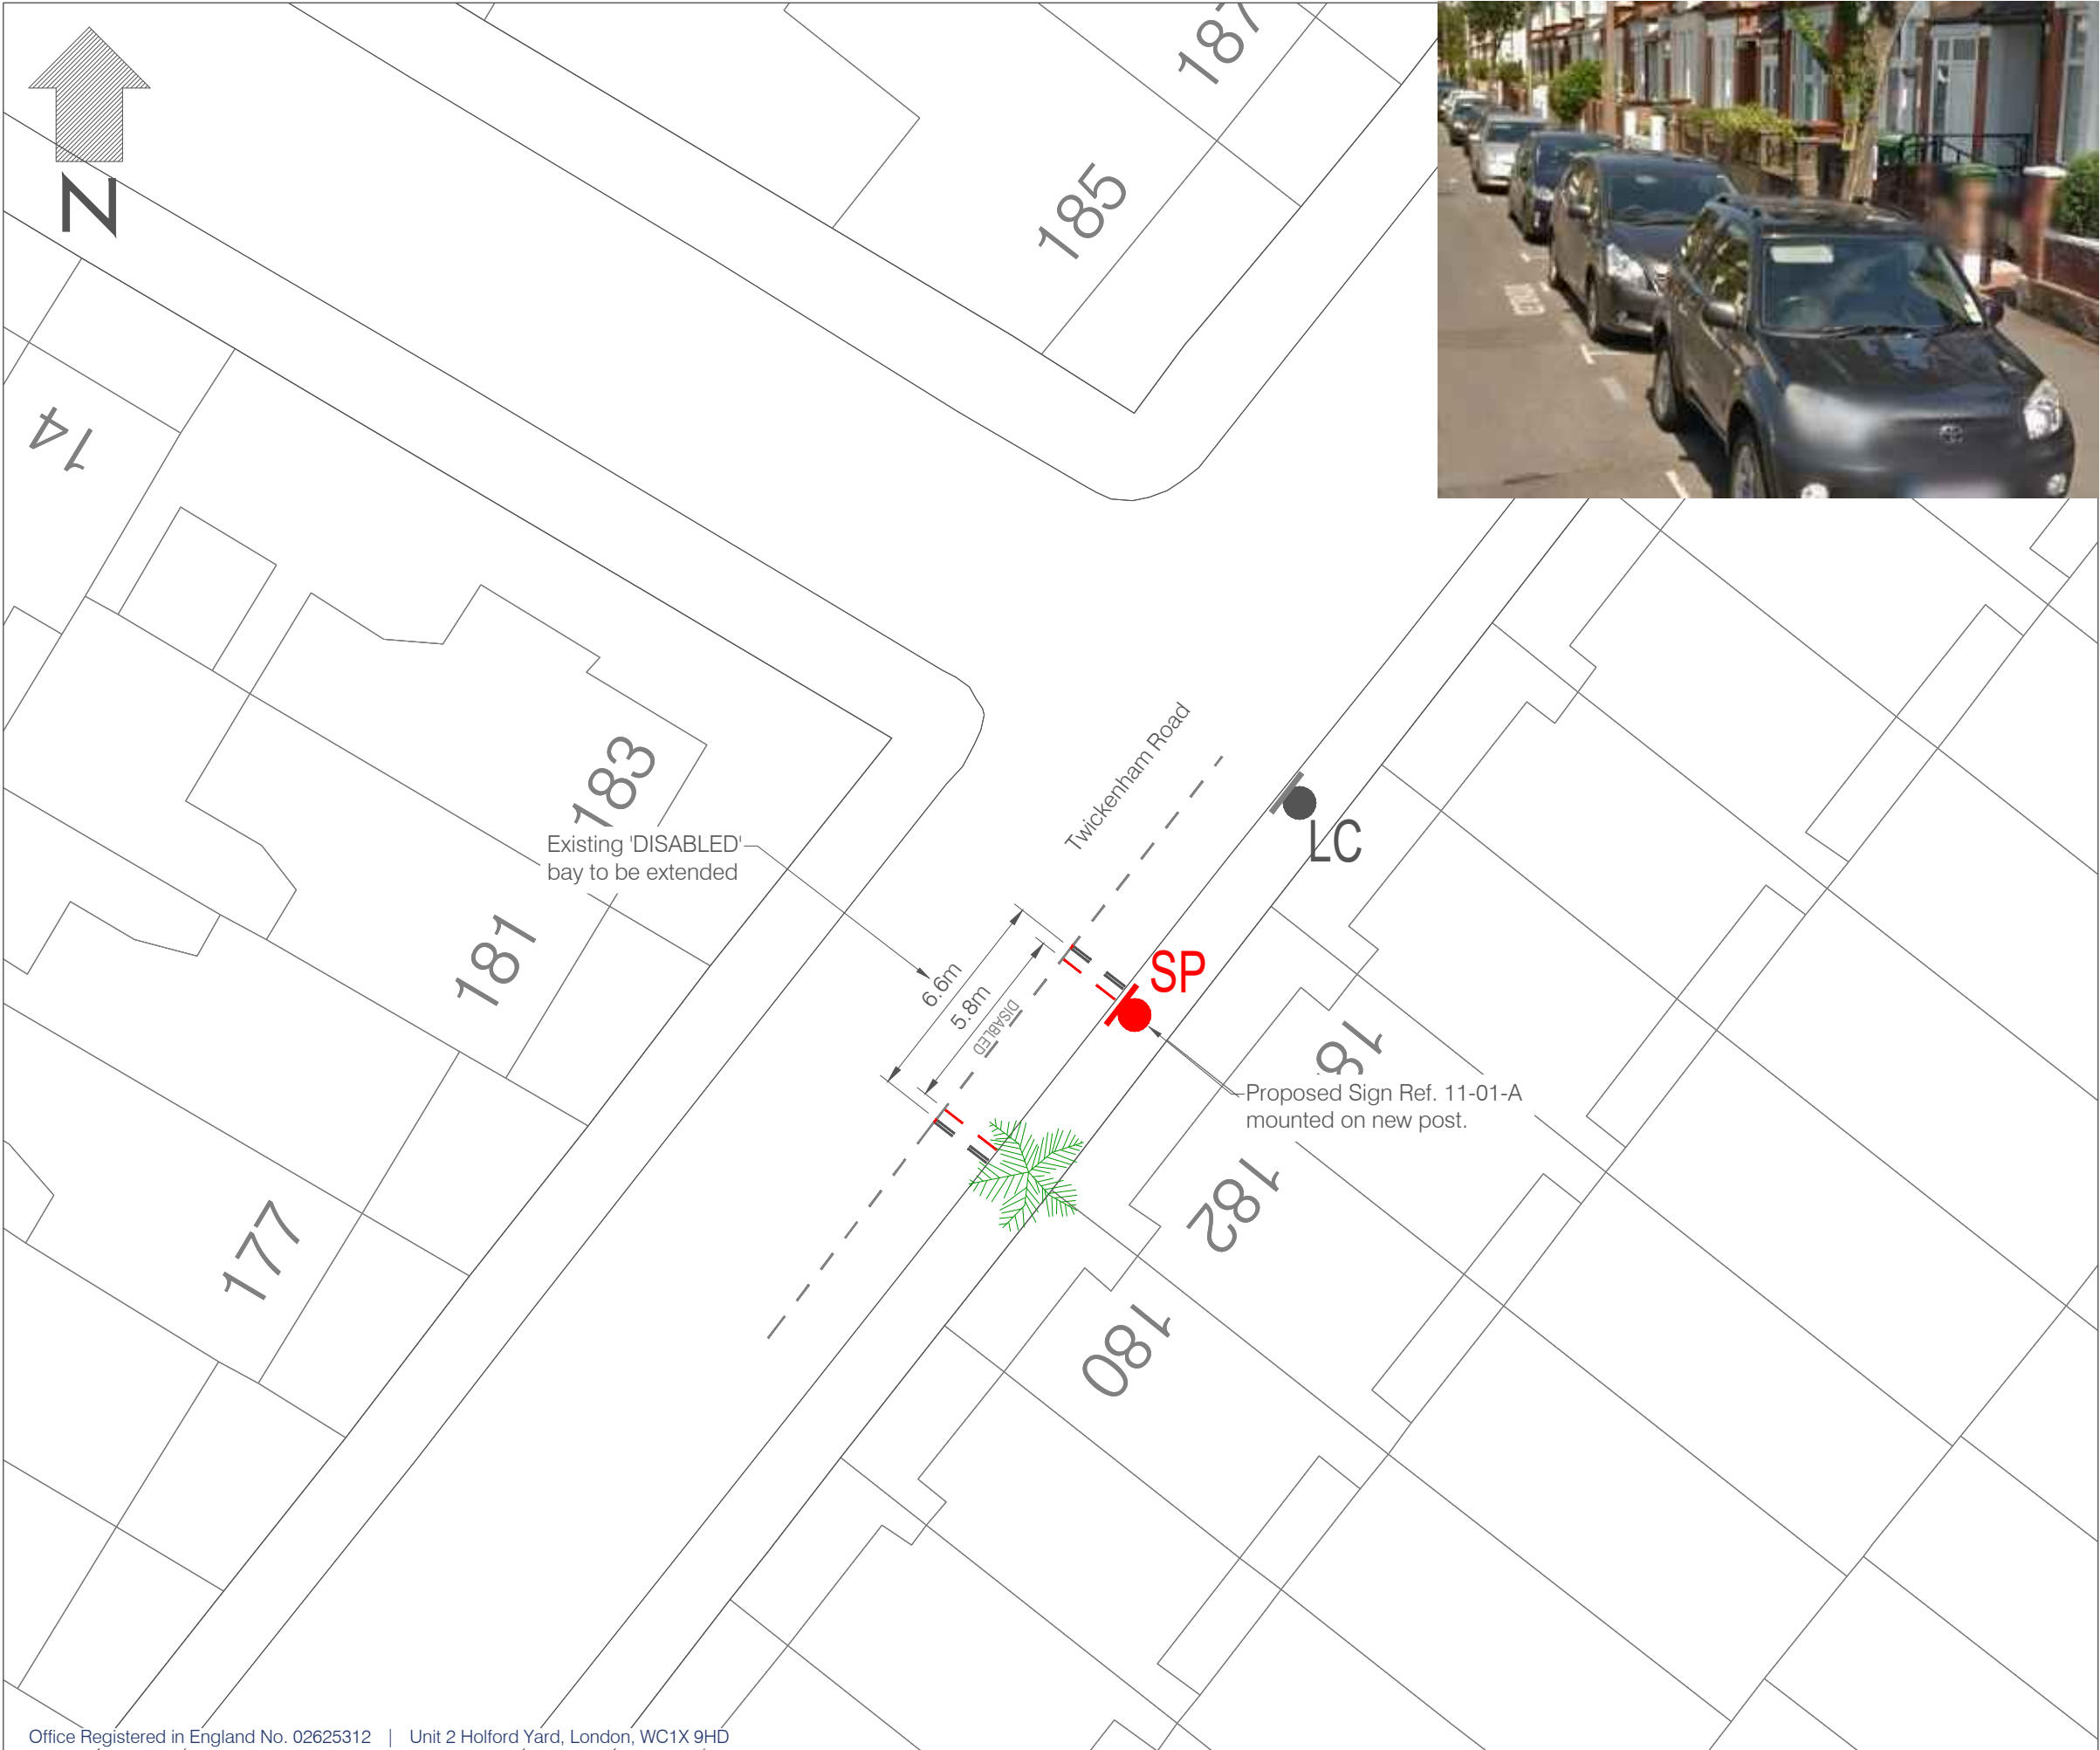 N
187
185
14
183
Twickenham Road
Existing 'DISABLED'
bay to be extended
LC
181
SP
6.6m
5.8m
DISABLED
Proposed Sign Ref. 11-01-A
mounted on new post.
182
177
180
Office Registered in England No. 02625312 | Unit 2 Holford Yard, London, WC1X 9HD